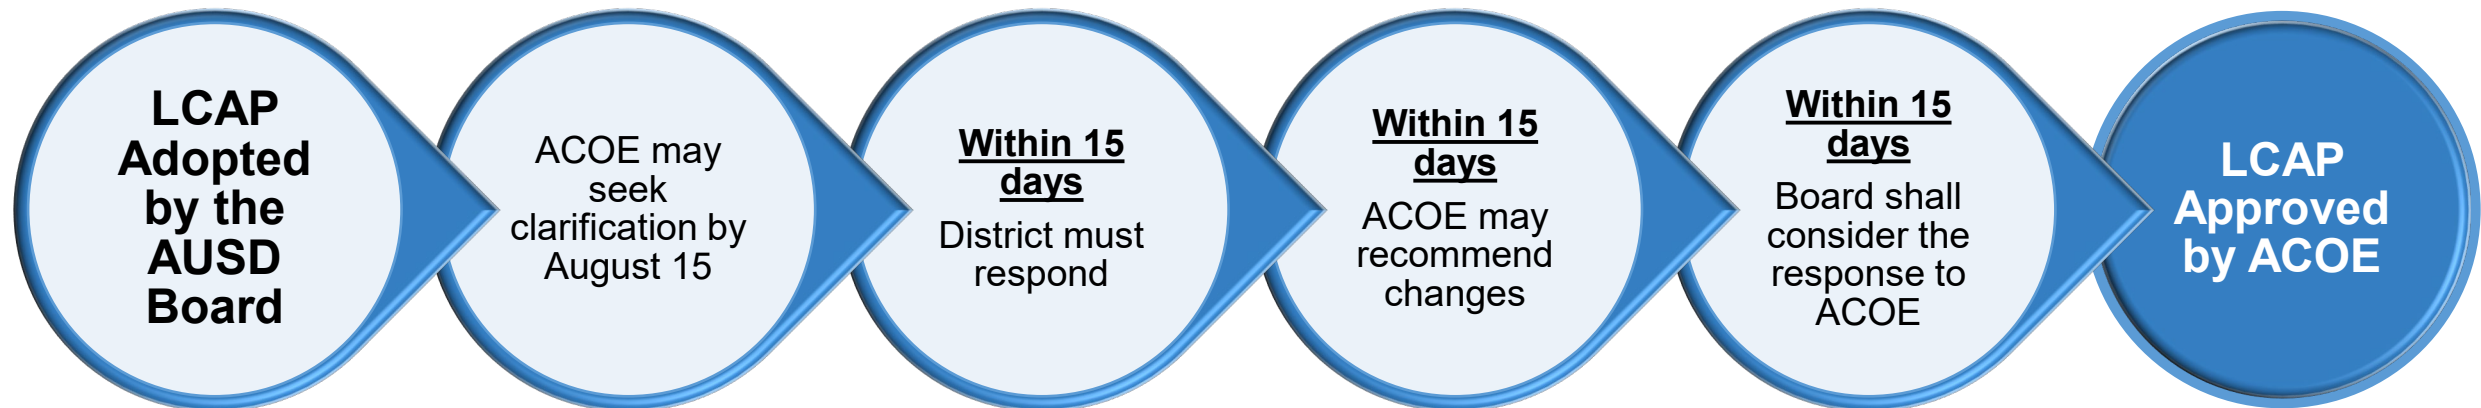 LCAP
Adopted
by the
AUSD
Board
ACOE may
seek
clarification by
August 15
Within 15
days
District must
respond
Within 15
days
ACOE may
recommend
changes
Within 15
days
Board shall
consider the
response to
ACOE
LCAP
Approved
by ACOE